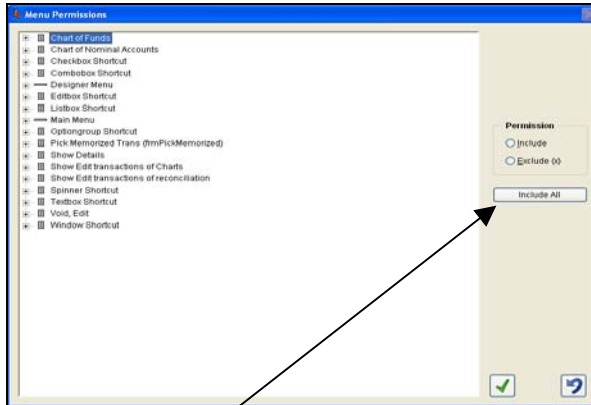 Menu Permissions
Chart of Funds
Chart of Nominal Accounts
Checkbox Shortcut
Combobox Shortcut
Designer Menu
Editbox Shortcut
Listbox Shortcut
Main Menu
Optiongroup Shortcut
Pick Memorized Trans (frmPickMemorized)
Show Details
Show Edit transactions of Charts
Show Edit transactions of reconciliation
Spinner Shortcut
Textbox Shortcut
Void, Edit
Window Shortcut
Permission
Include
Exclude (x)
Include All